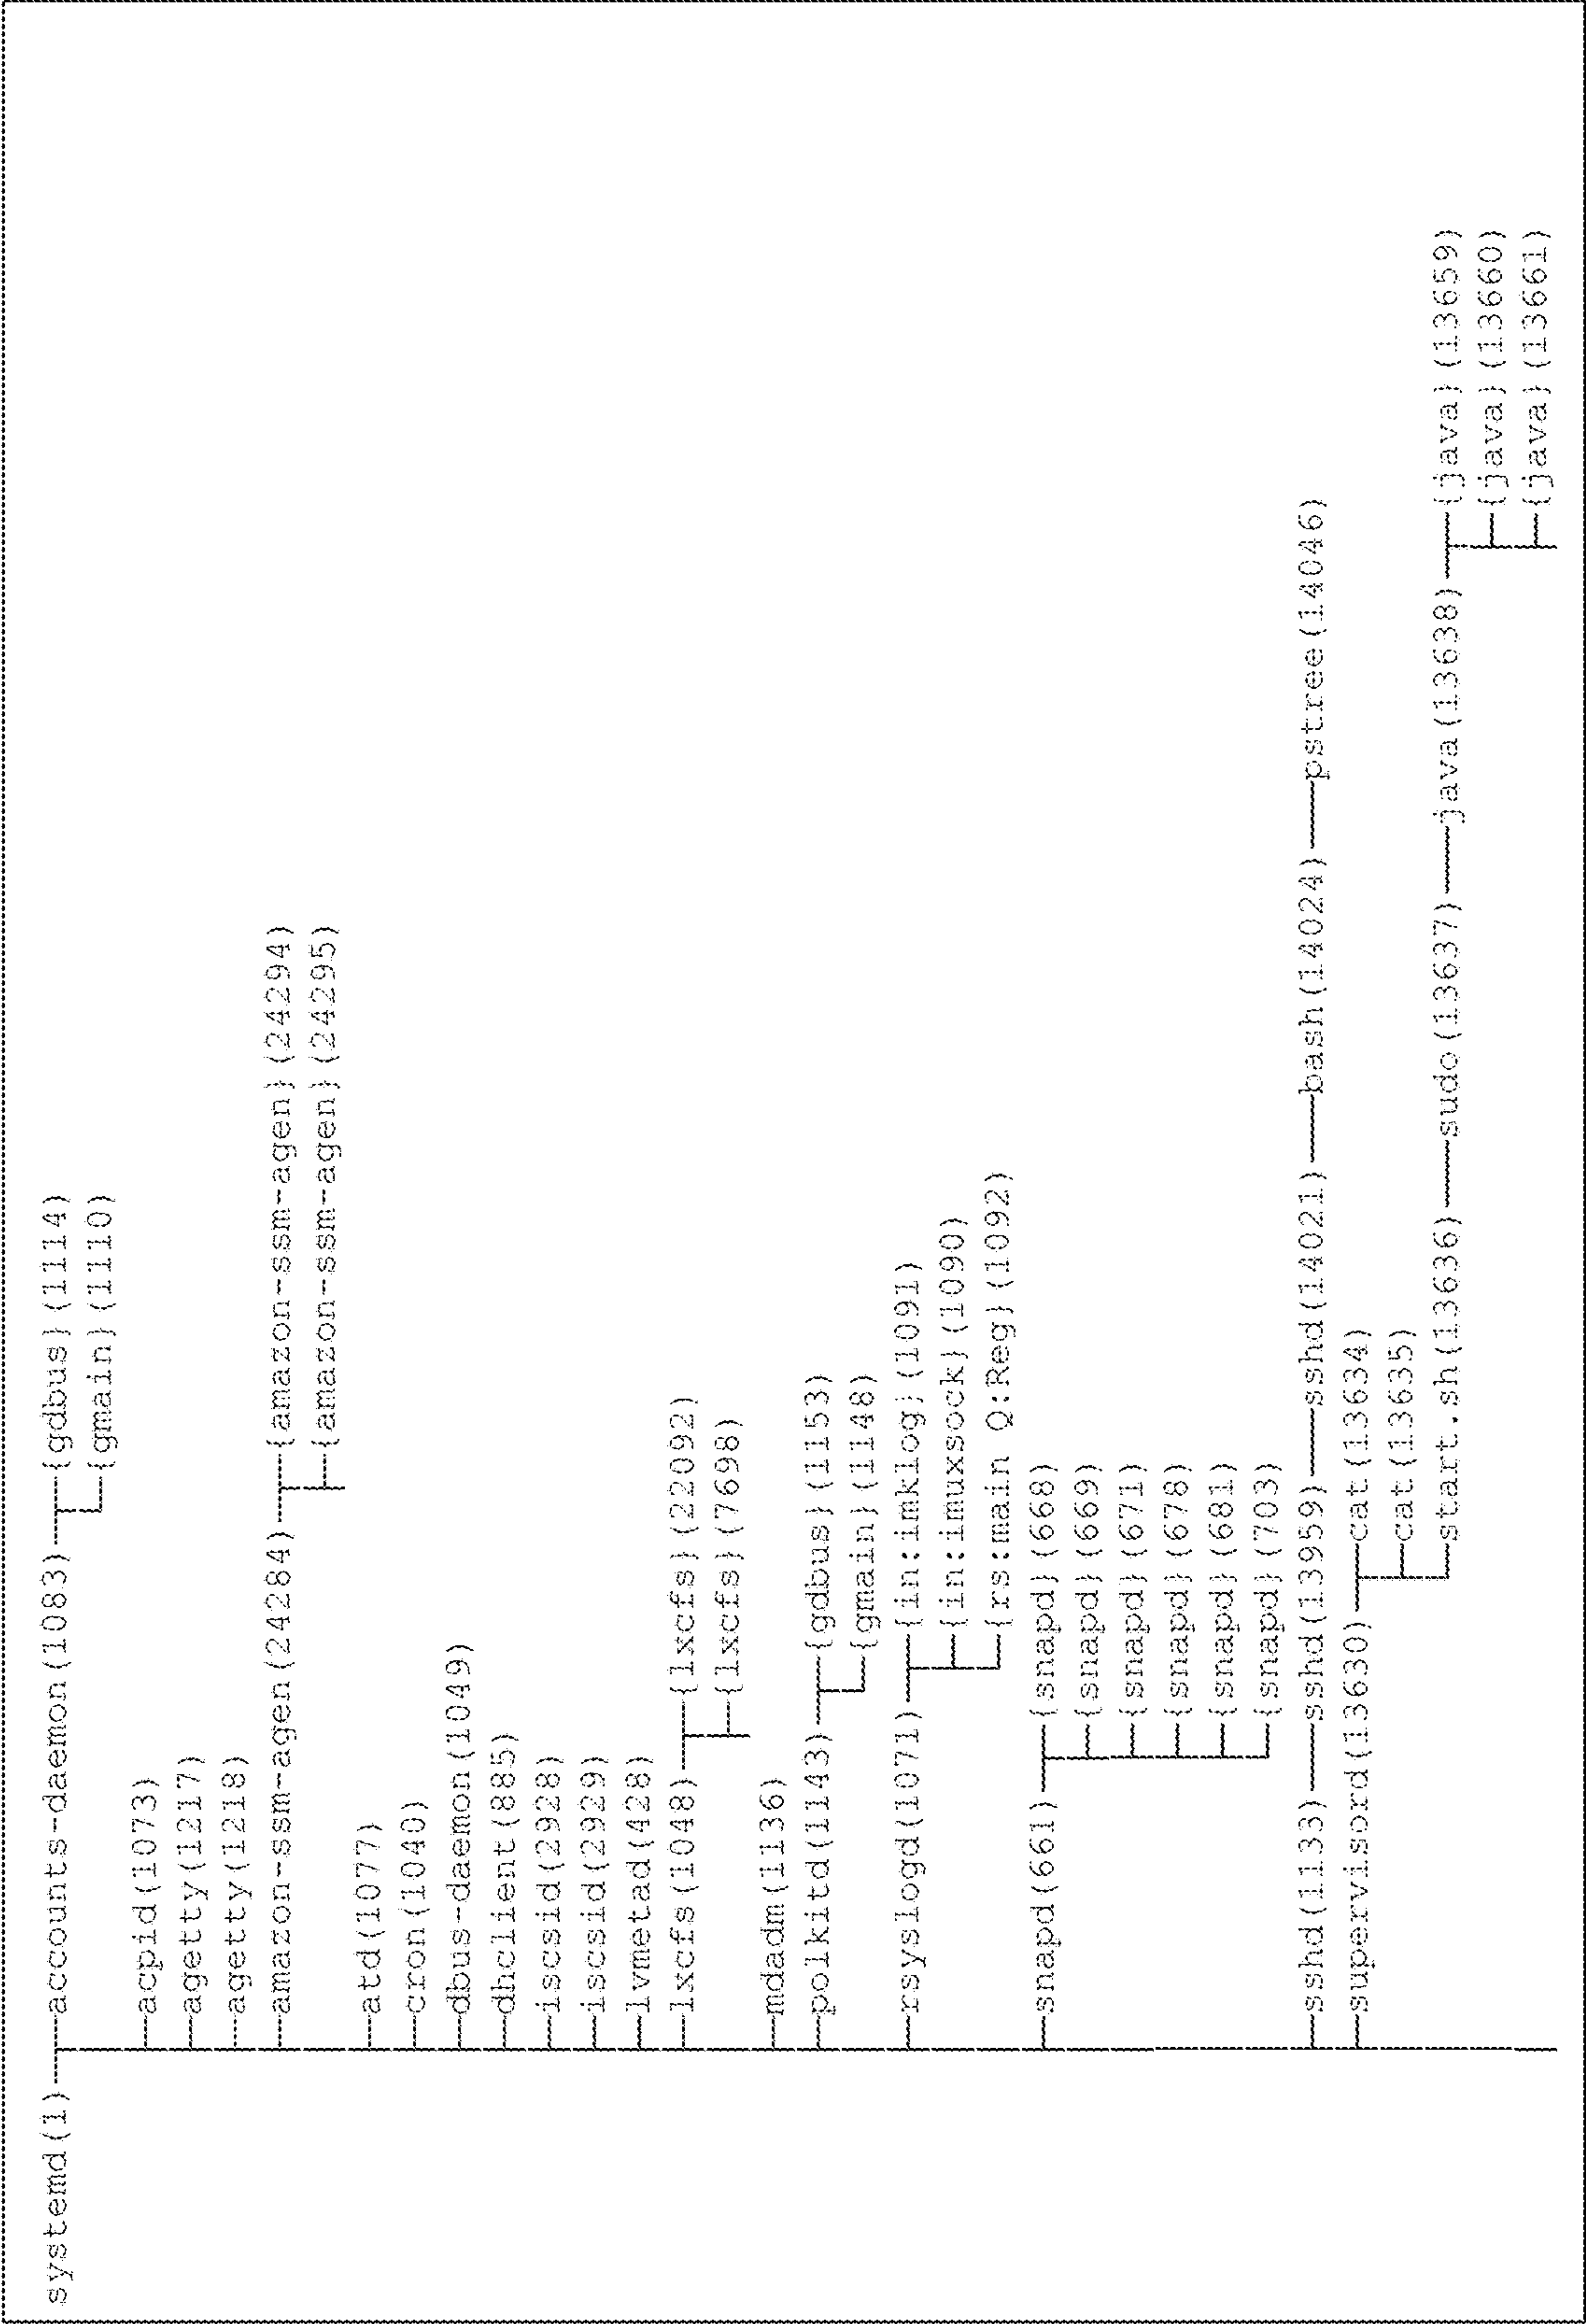 systemd(1)───accounts-daemon(1083)───{gdbus}(1114)
{gmain}(1110)
acpid(1073)
agetty(1217)
agetty(1218)
amazon-ssm-agen(24284)───{amazon-ssm-agen}(24294)
{amazon-ssm-agen}(24295)
atd(1077)
cron(1040)
dbus-daemon(1049)
dhclient(885)
iscsid(2928)
iscsid(2929)
lvmetad(428)
lxcfs(1048)───{lxcfs}(22092)
{lxcfs}(7698)
mdadm(1136)
polkitd(1143)───{gdbus}(1153)
{gmain}(1148)
rsyslogd(1071)───{in:imklog}(1091)
{in:imuxsock}(1090)
{rs:main Q:Reg}(1092)
snapd(661)───{snapd}(668)
{snapd}(669)
{snapd}(671)
{snapd}(678)
{snapd}(681)
{snapd}(703)
sshd(1133)───sshd(13959)───sshd(14021)───bash(14024)───pstree(14046)
supervisord(13630)───cat(13634)
cat(13635)
start.sh(13636)───sudo(13637)───java(13638)───{java}(13659)
{java}(13660)
{java}(13661)